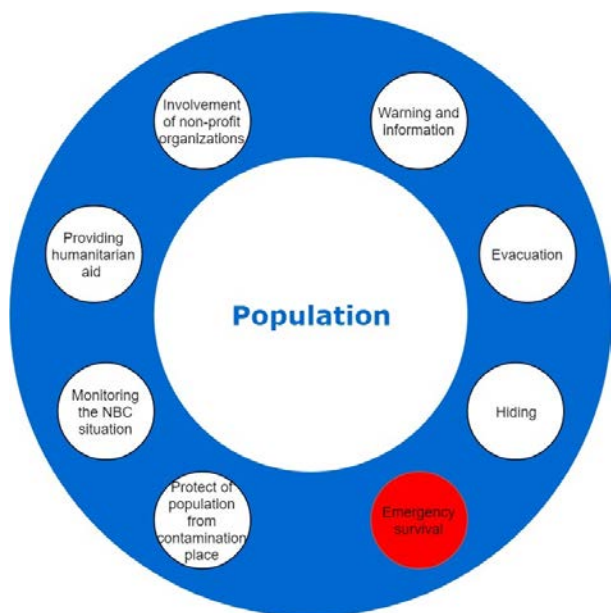 Involvement
of non-profit
organizations
Warning and
information
Providing
humanitarian
aid
Evacuation
Population
Monitoring
the NBC
situation
Hiding
Protect of
population
from
contamination
place
Emergency
survival